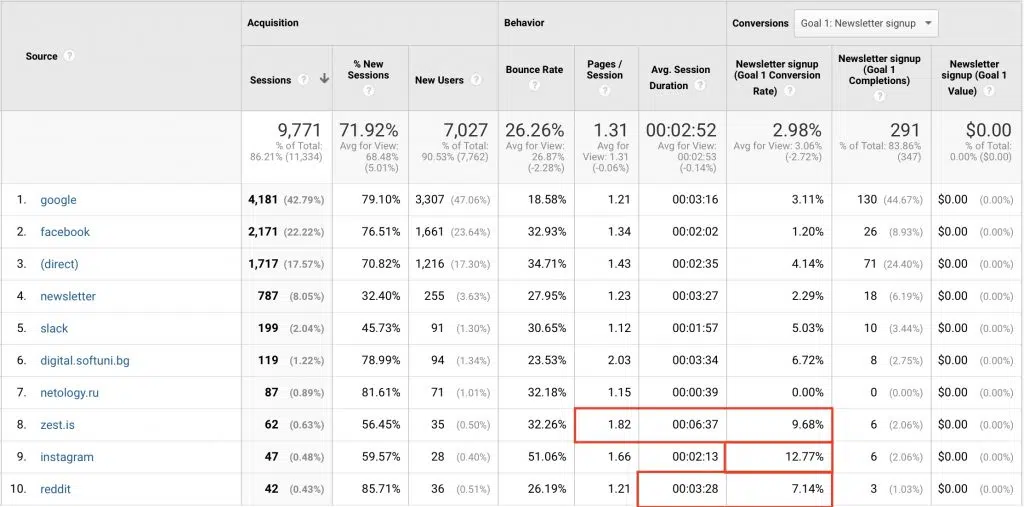 Source
Acquisition
Behavior
Conversions Goal 1: Newsletter signup
Sessions
% New Sessions
New Users
Bounce Rate
Pages / Session
Avg. Session Duration
Newsletter signup (Goal 1 Conversion Rate)
Newsletter signup (Goal 1 Completions)
Newsletter signup (Goal 1 Value)
9,771 % of Total: 86.21% (11,334)
71.92% Avg for View: 68.48% (5.01%)
7,027 % of Total: 90.53% (7,762)
26.26% Avg for View: 26.87% (-2.28%)
1.31 Avg for View: 1.31 (-0.06%)
00:02:52 Avg for View: 00:02:53 (-0.14%)
2.98% Avg for View: 3.06% (-2.72%)
291 % of Total: 83.86% (347)
$0.00 % of Total: 0.00% ($0.00)
1. google 4,181 (42.79%) 79.10% 3,307 (47.06%) 18.58% 1.21 00:03:16 3.11% 130 (44.67%) $0.00 (0.00%)
2. facebook 2,171 (22.22%) 76.51% 1,661 (23.64%) 32.93% 1.34 00:02:02 1.20% 26 (8.93%) $0.00 (0.00%)
3. (direct) 1,717 (17.57%) 70.82% 1,216 (17.30%) 34.71% 1.43 00:02:35 4.14% 71 (24.40%) $0.00 (0.00%)
4. newsletter 787 (8.05%) 32.40% 255 (3.63%) 27.95% 1.23 00:03:27 2.29% 18 (6.19%) $0.00 (0.00%)
5. slack 199 (2.04%) 45.73% 91 (1.30%) 30.65% 1.12 00:01:57 5.03% 10 (3.44%) $0.00 (0.00%)
6. digital.softuni.bg 119 (1.22%) 78.99% 94 (1.34%) 23.53% 2.03 00:03:34 6.72% 8 (2.75%) $0.00 (0.00%)
7. netology.ru 87 (0.89%) 81.61% 71 (1.01%) 32.18% 1.15 00:00:39 0.00% 0 (0.00%) $0.00 (0.00%)
8. zest.is 62 (0.63%) 56.45% 35 (0.50%) 32.26% 1.82 00:06:37 9.68% 6 (2.06%) $0.00 (0.00%)
9. instagram 47 (0.48%) 59.57% 28 (0.40%) 51.06% 1.66 00:02:13 12.77% 6 (2.06%) $0.00 (0.00%)
10. reddit 42 (0.43%) 85.71% 36 (0.51%) 26.19% 1.21 00:03:28 7.14% 3 (1.03%) $0.00 (0.00%)